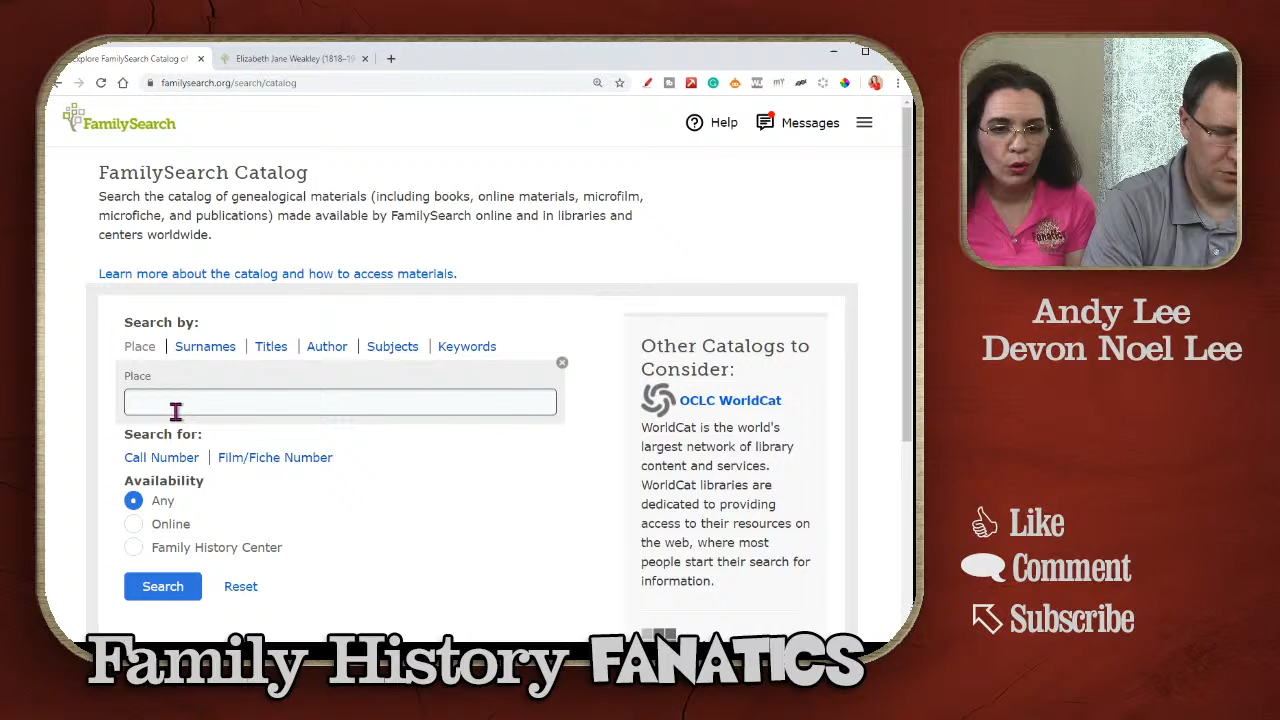 xplore FamilySearch Catalog of
Elizabeth Jane Weakley (1818–19
familysearch.org/search/catalog
FamilySearch
Help
Messages
FamilySearch Catalog
Search the catalog of genealogical materials (including books, online materials, microfilm,
microfiche, and publications) made available by FamilySearch online and in libraries and
centers worldwide.
Learn more about the catalog and how to access materials.
Search by:
Place | Surnames | Titles | Author | Subjects | Keywords
Place
Search for:
Call Number | Film/Fiche Number
Availability
Any
Online
Family History Center
Search
Reset
Other Catalogs to
Consider:
OCLC WorldCat
WorldCat is the world's
largest network of library
content and services.
WorldCat libraries are
dedicated to providing
access to their resources on
the web, where most
people start their search for
information.
Andy Lee
Devon Noel Lee
Like
Comment
Subscribe
Family History FANATICS